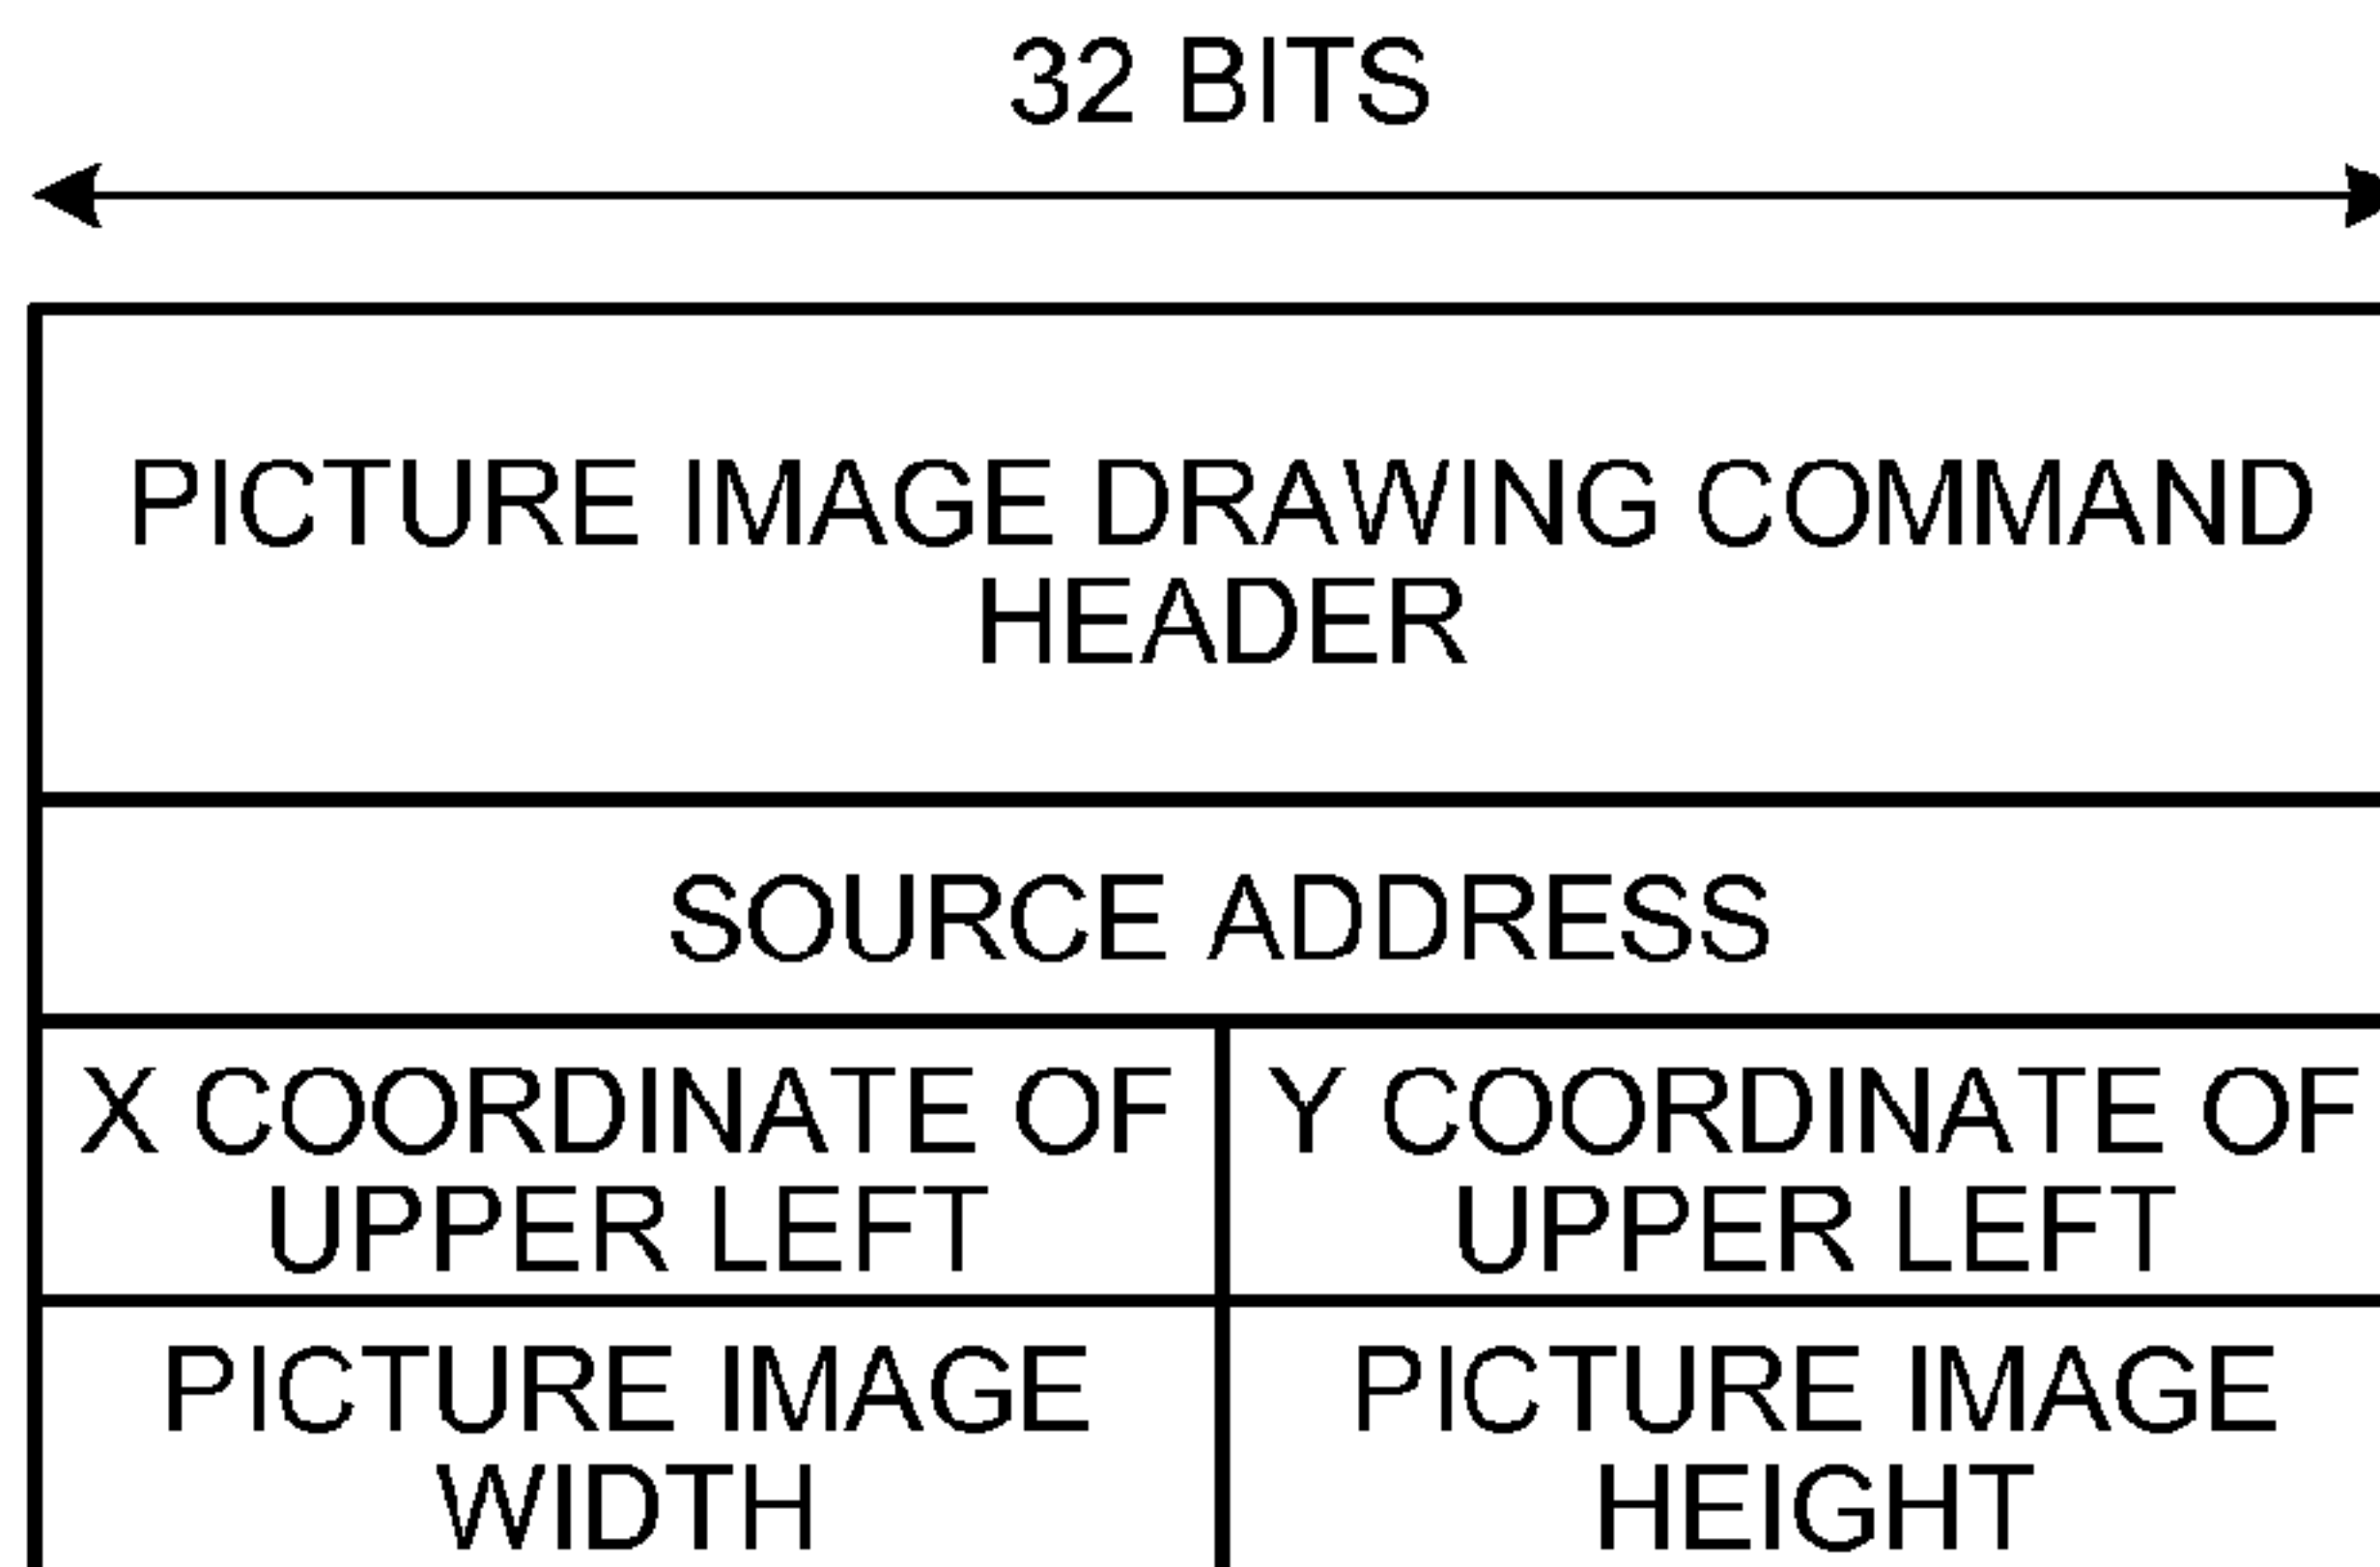 32 BITS
PICTURE IMAGE DRAWING COMMAND
HEADER
SOURCE ADDRESS
X COORDINATE OF
UPPER LEFT
Y COORDINATE OF
UPPER LEFT
PICTURE IMAGE
WIDTH
PICTURE IMAGE
HEIGHT